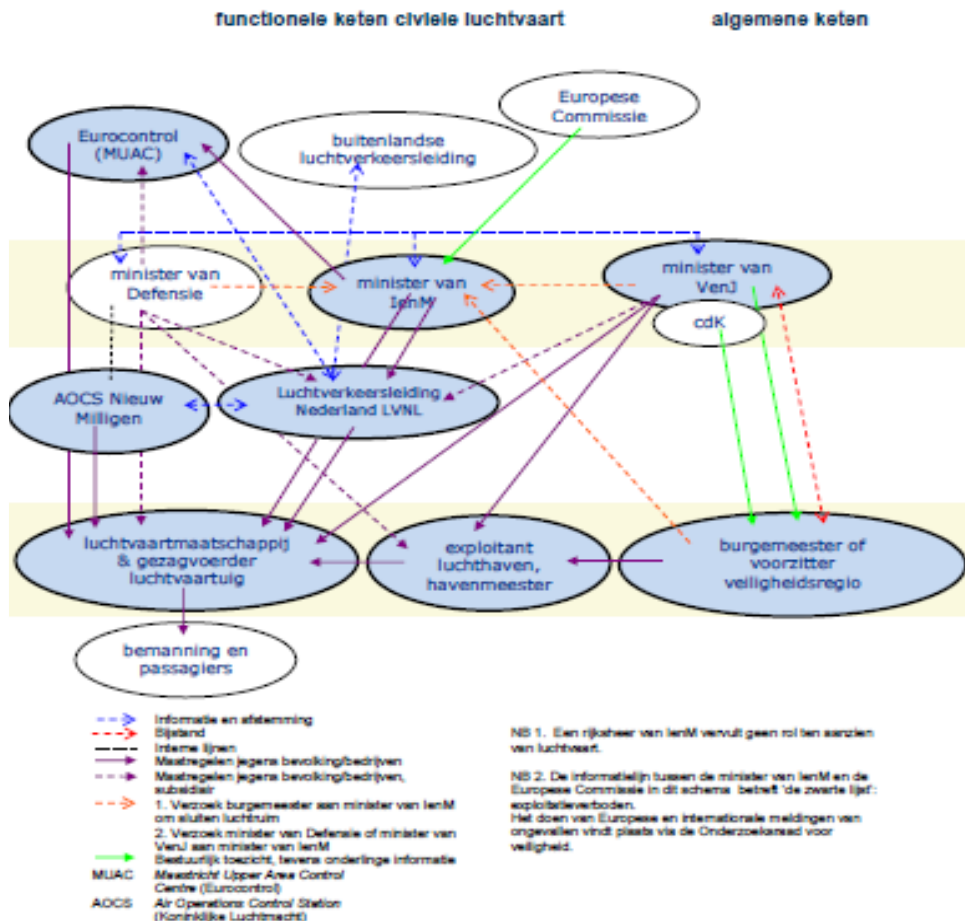 functionele keten civiele luchtvaart
algemene keten
Europese
Commissie
Eurocontrol
(MUAC)
buitenlandse
luchtverkeersleiding
minister van
Defensie
minister van
IenM
minister van
VenJ
cdK
AOCS Nieuw
Milligen
Luchtverkeersleiding
Nederland LVNL
luchtvaartmaatschappij
& gezagvoerder
luchtvaartuig
exploitant
luchthaven,
havenmeester
burgemeester of
voorzitter
veiligheidsregio
bemanning en
passagiers
Informatie en afstemming
Bijstand
Interne lijnen
Maatregelen jegens bevolking/bedrijven
Maatregelen jegens bevolking/bedrijven,
subsidiair
1. Verzoek burgemeester aan minister van IenM
om sluiten luchtruim
2. Verzoek minister van Defensie of minister van
VenJ aan minister van IenM
Bestuurlijk toezicht, tevens onderlinge informatie
MUAC Maastricht Upper Area Control
Centre (Eurocontrol)
AOCS Air Operations Control Station
(Koninklijke Luchtmacht)
NB 1. Een rijksheer van IenM vervult geen rol ten aanzien
van luchtvaart.
NB 2. De informatielijn tussen de minister van IenM en de
Europese Commissie in dit schema betreft 'de zwarte lijst':
exploitatieverboden.
Het doen van Europese en internationale meldingen van
ongevallen vindt plaats via de Onderzoeksraad voor
veiligheid.